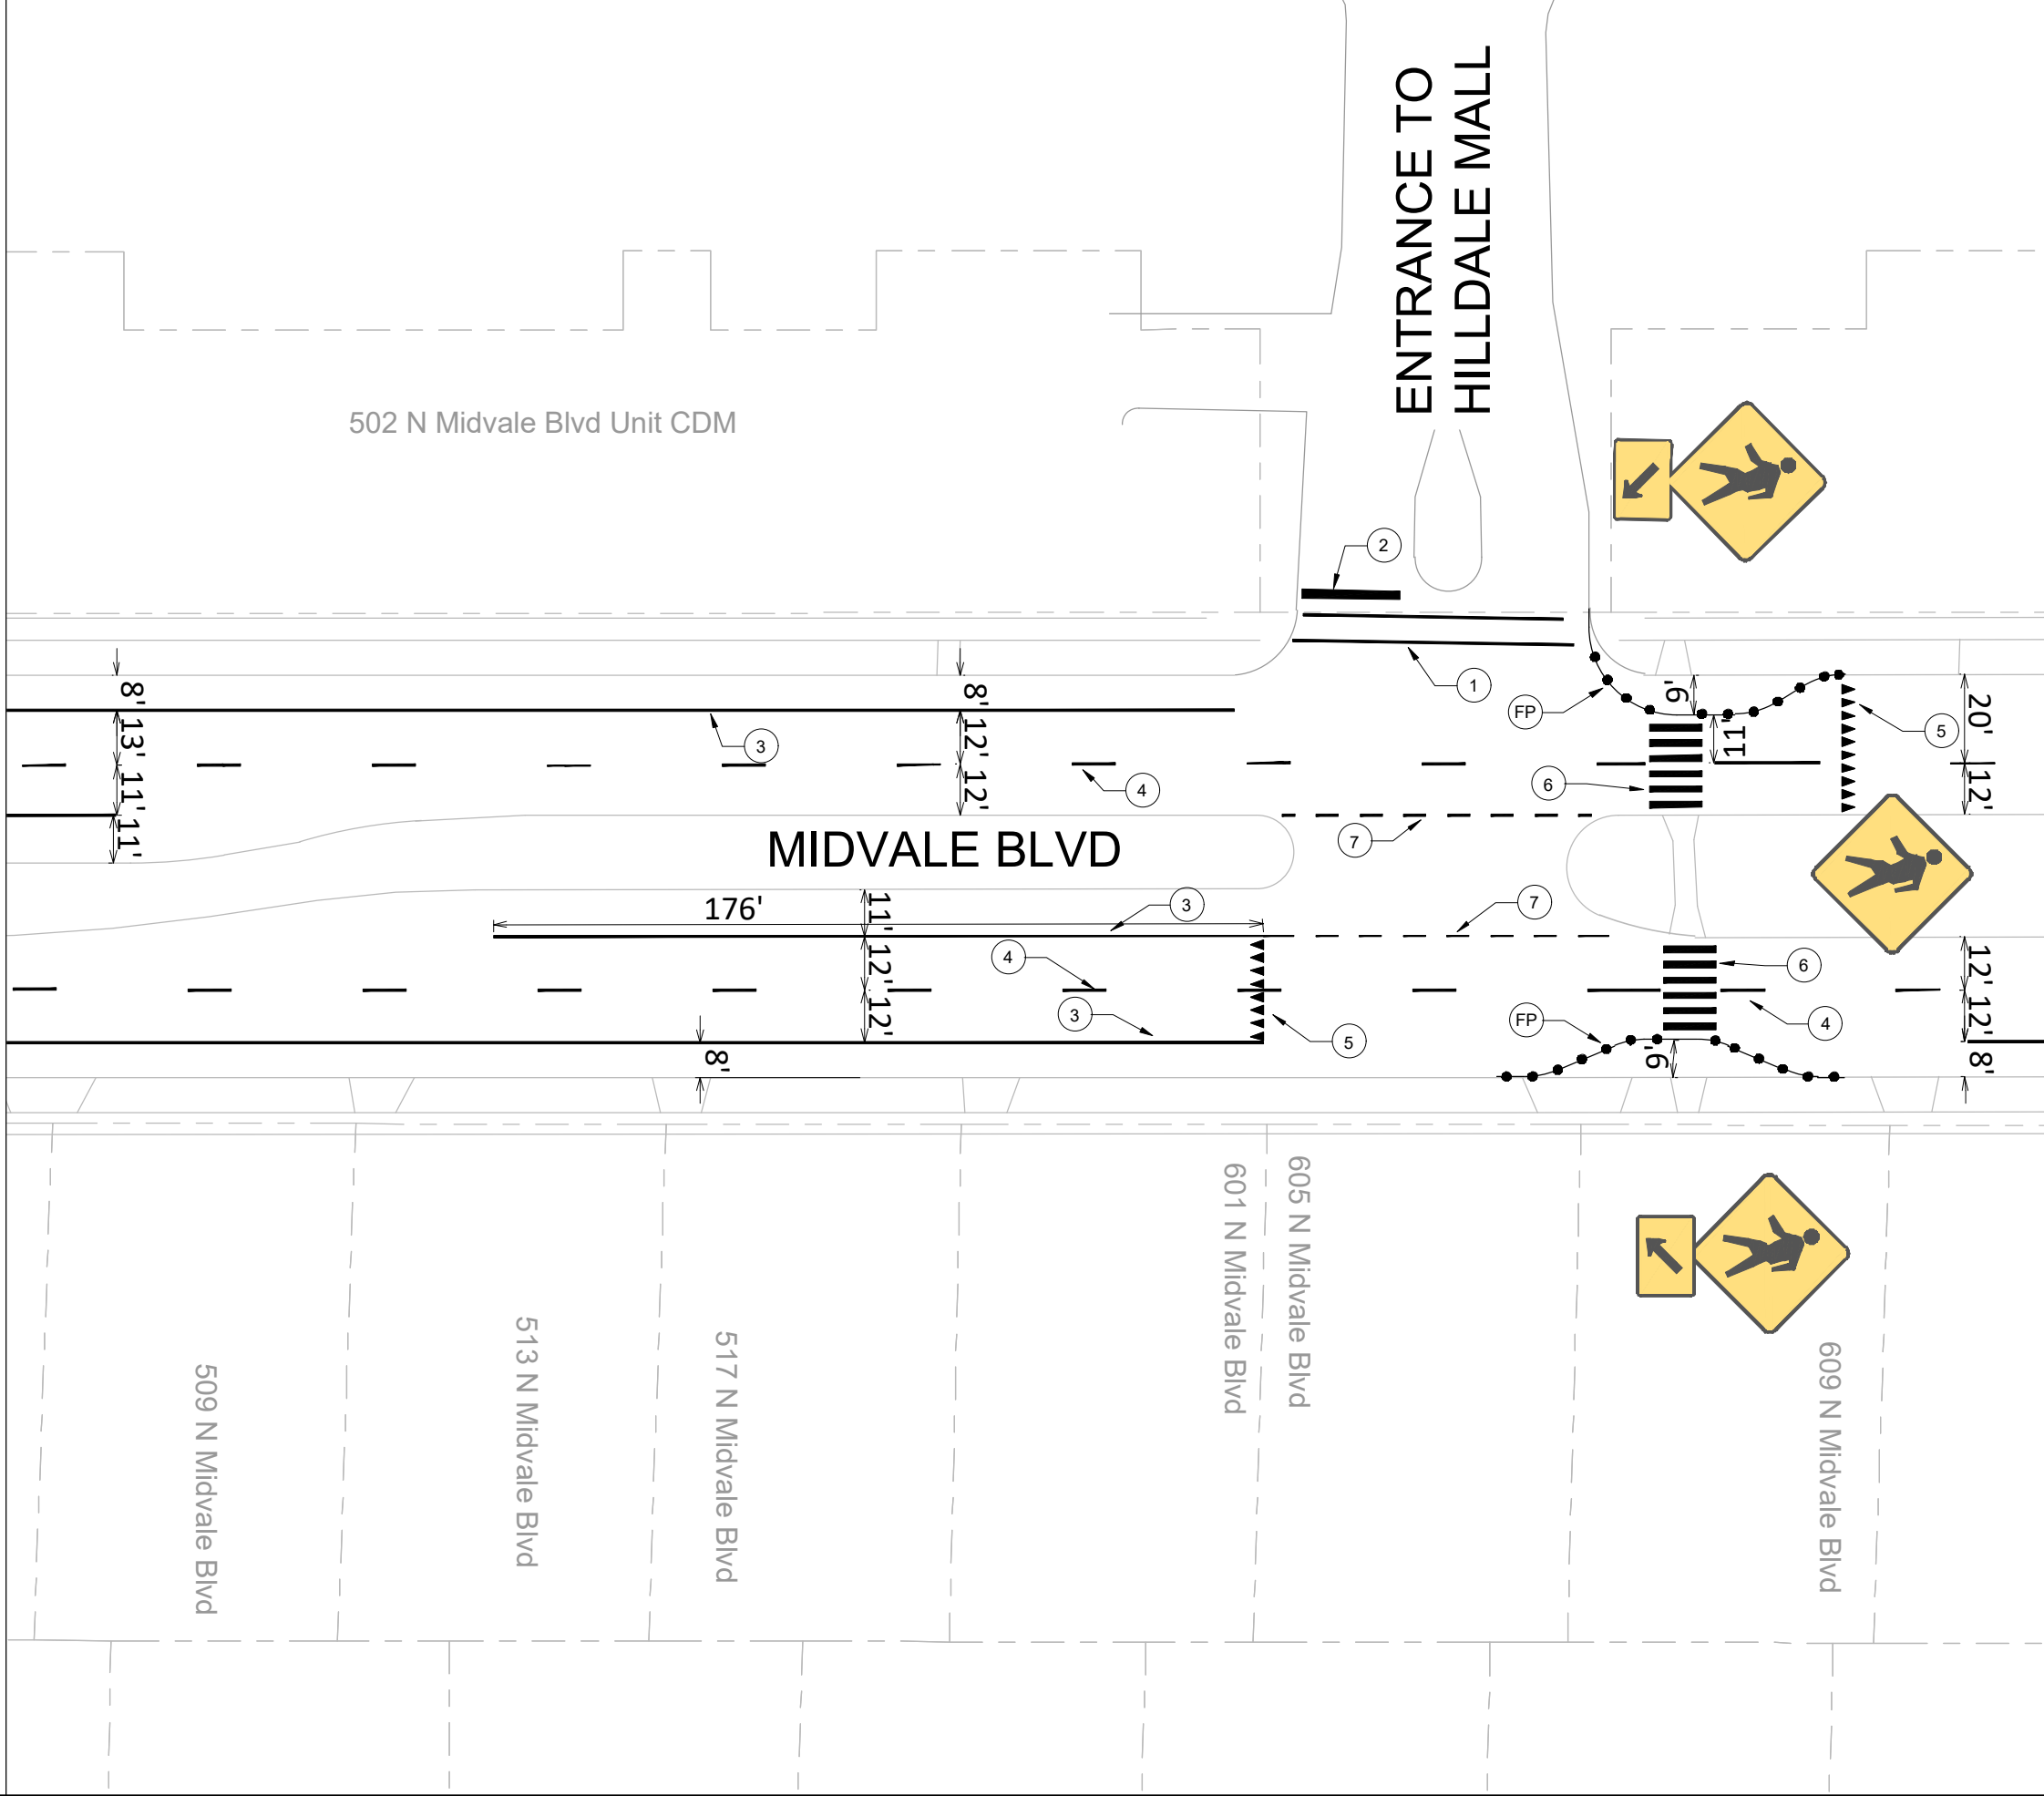 ENTRANCE TO
HILLDALE MALL
502 N Midvale Blvd Unit CDM
2
1
FP
5
6
3
4
7
8'
13'
11'
11'
8'
12'
12'
9'
11'
20'
12'
MIDVALE BLVD
176'
3
7
4
3
5
FP
6
4
11'
12'
12'
8'
9'
12'
12'
8'
509 N Midvale Blvd
513 N Midvale Blvd
517 N Midvale Blvd
601 N Midvale Blvd
605 N Midvale Blvd
609 N Midvale Blvd